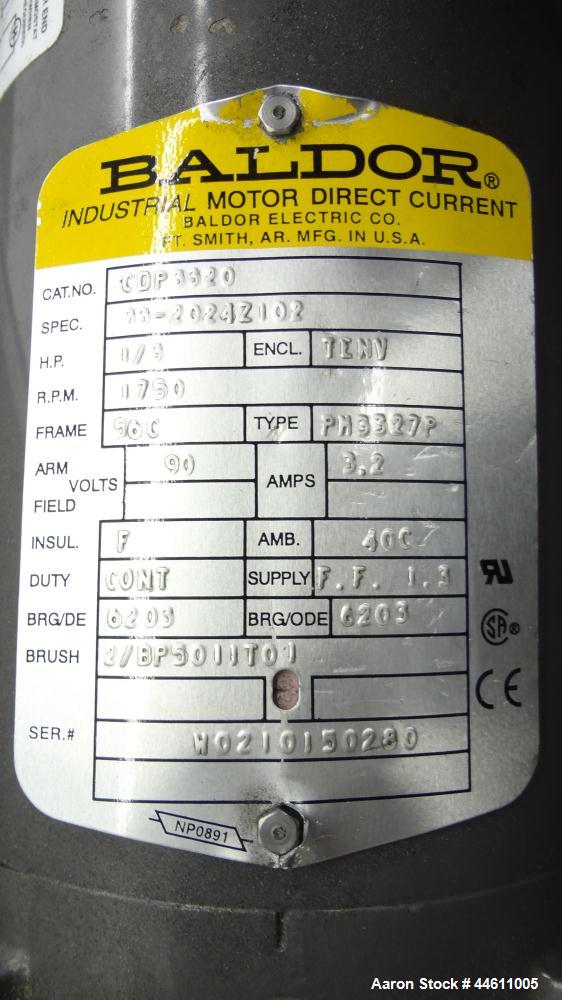 BALDOR®
INDUSTRIAL MOTOR DIRECT CURRENT
BALDOR ELECTRIC CO.
FT. SMITH, AR. MFG. IN U.S.A.
CAT.NO. CDP3320
SPEC. 33-2024Z102
H.P. 1/3 ENCL. TENV
R.P.M. 1750
FRAME 56C TYPE PM3327P
ARM 90 3.2
VOLTS AMPS
FIELD
INSUL. F AMB. 40C
DUTY CONT SUPPLY F.F. 1.3
BRG/DE 6203 BRG/ODE 6203
BRUSH 2/BP5011T01
SER.# W0210150280
NP0891
Aaron Stock # 44611005